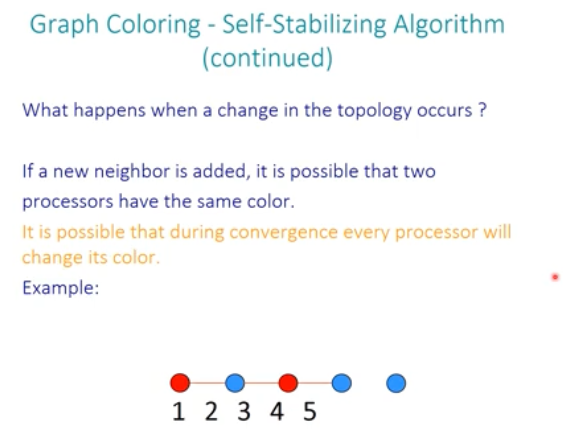 Graph Coloring - Self-Stabilizing Algorithm
(continued)
What happens when a change in the topology occurs ?
If a new neighbor is added, it is possible that two
processors have the same color.
It is possible that during convergence every processor will
change its color.
Example:
1 2 3 4 5